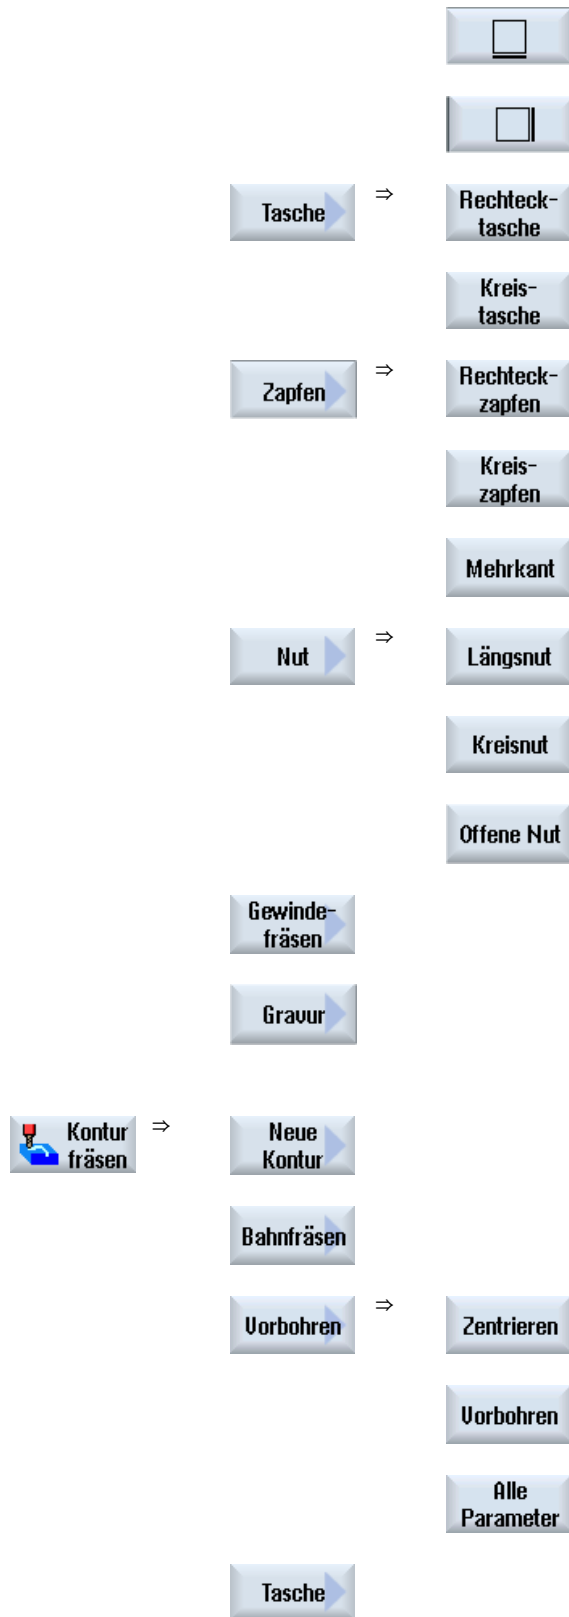 Tasche
⇒
Rechteck-
tasche
Kreis-
tasche
Zapfen
⇒
Rechteck-
zapfen
Kreis-
zapfen
Mehrkant
Nut
⇒
Längsnut
Kreisnut
Offene Nut
Gewinde-
fräsen
Gravur
Kontur
fräsen
⇒
Neue
Kontur
Bahnfräsen
Vorbohren
⇒
Zentrieren
Vorbohren
Alle
Parameter
Tasche